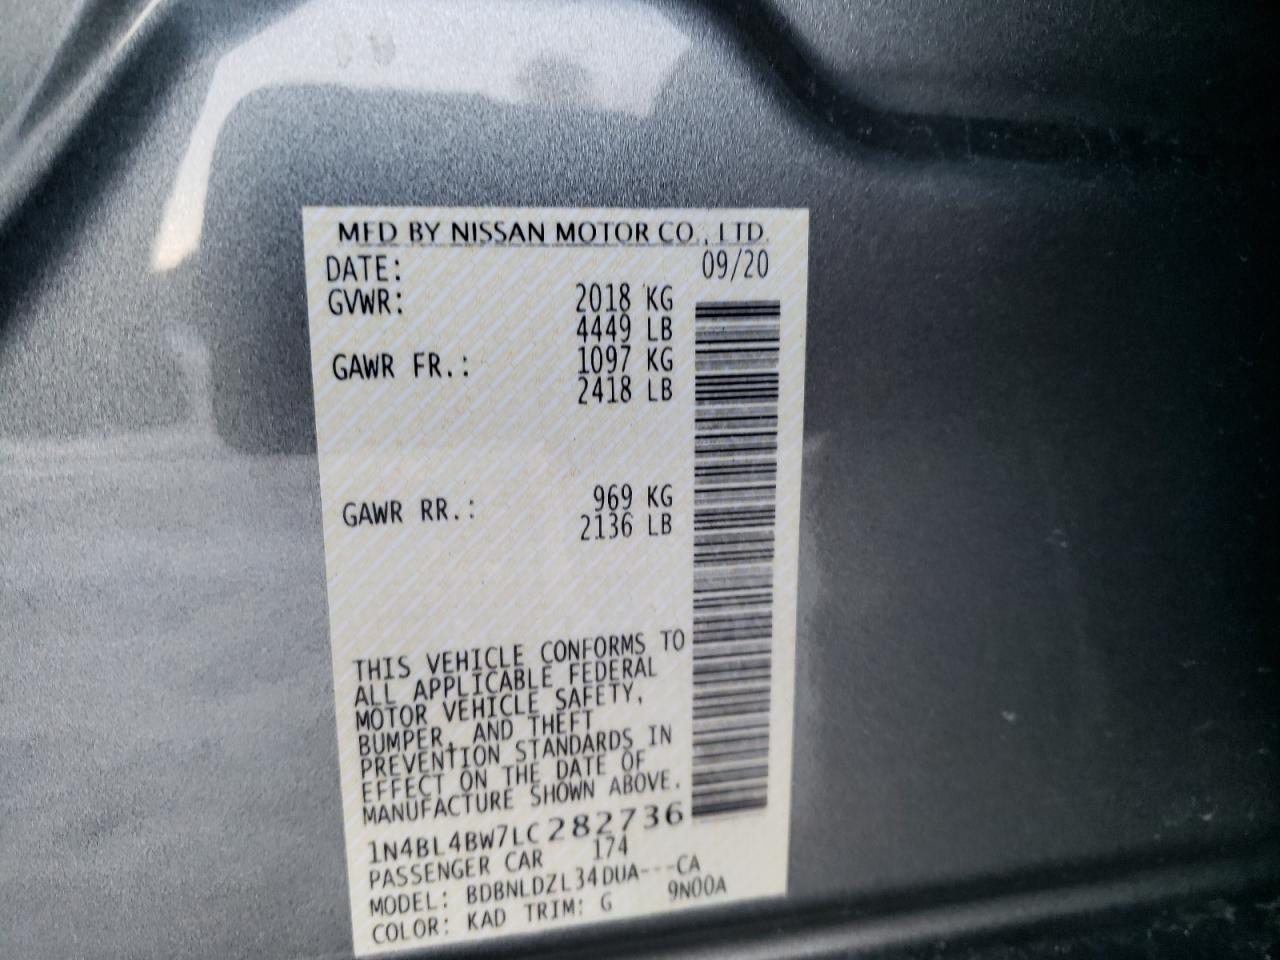 MFD BY NISSAN MOTOR CO., LTD.
DATE: 09/20
GVWR: 2018 KG
4449 LB
GAWR FR.: 1097 KG
2418 LB
GAWR RR.: 969 KG
2136 LB
THIS VEHICLE CONFORMS TO
ALL APPLICABLE FEDERAL
MOTOR VEHICLE SAFETY,
BUMPER, AND THEFT
PREVENTION STANDARDS IN
EFFECT ON THE DATE OF
MANUFACTURE SHOWN ABOVE.
1N4BL4BW7LC282736
PASSENGER CAR 174
MODEL: BDBNLDZL34DUA---CA
COLOR: KAD TRIM: G 9N00A